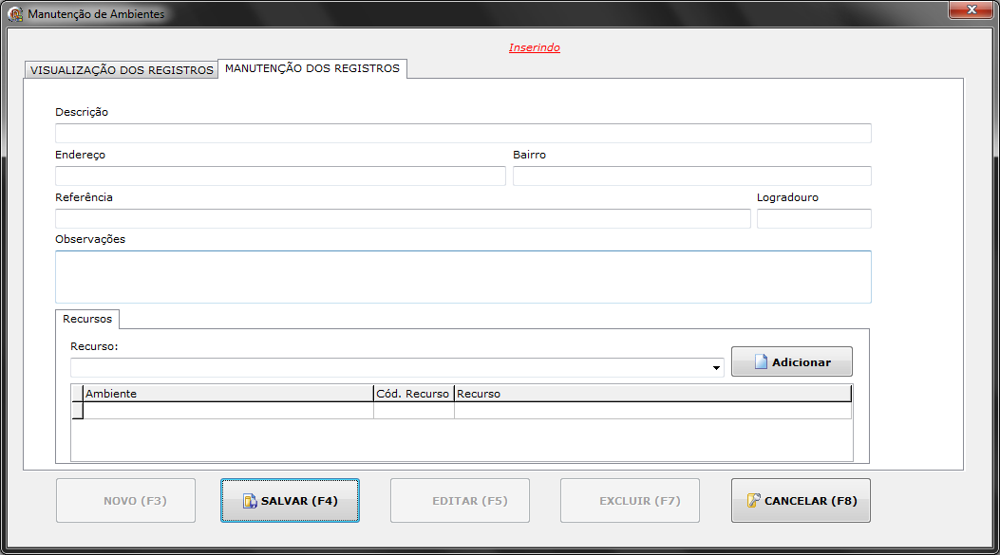 Manutenção de Ambientes
Inserindo
VISUALIZAÇÃO DOS REGISTROS MANUTENÇÃO DOS REGISTROS
Descrição
Endereço Bairro
Referência Logradouro
Observações
Recursos
Recurso:
Adicionar
Ambiente Cód. Recurso Recurso
NOVO (F3) SALVAR (F4) EDITAR (F5) EXCLUIR (F7) CANCELAR (F8)